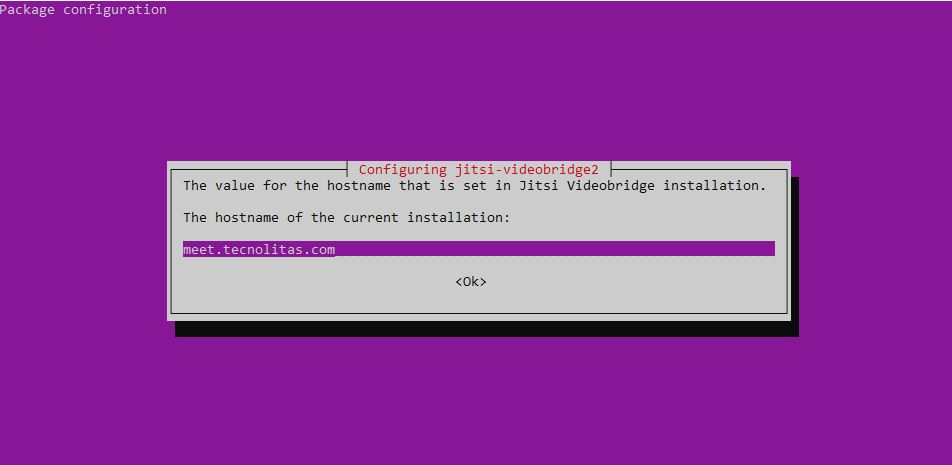 Package configuration
Configuring jitsi-videobridge2
The value for the hostname that is set in Jitsi Videobridge installation.
The hostname of the current installation:
meet.tecnolitas.com
<Ok>